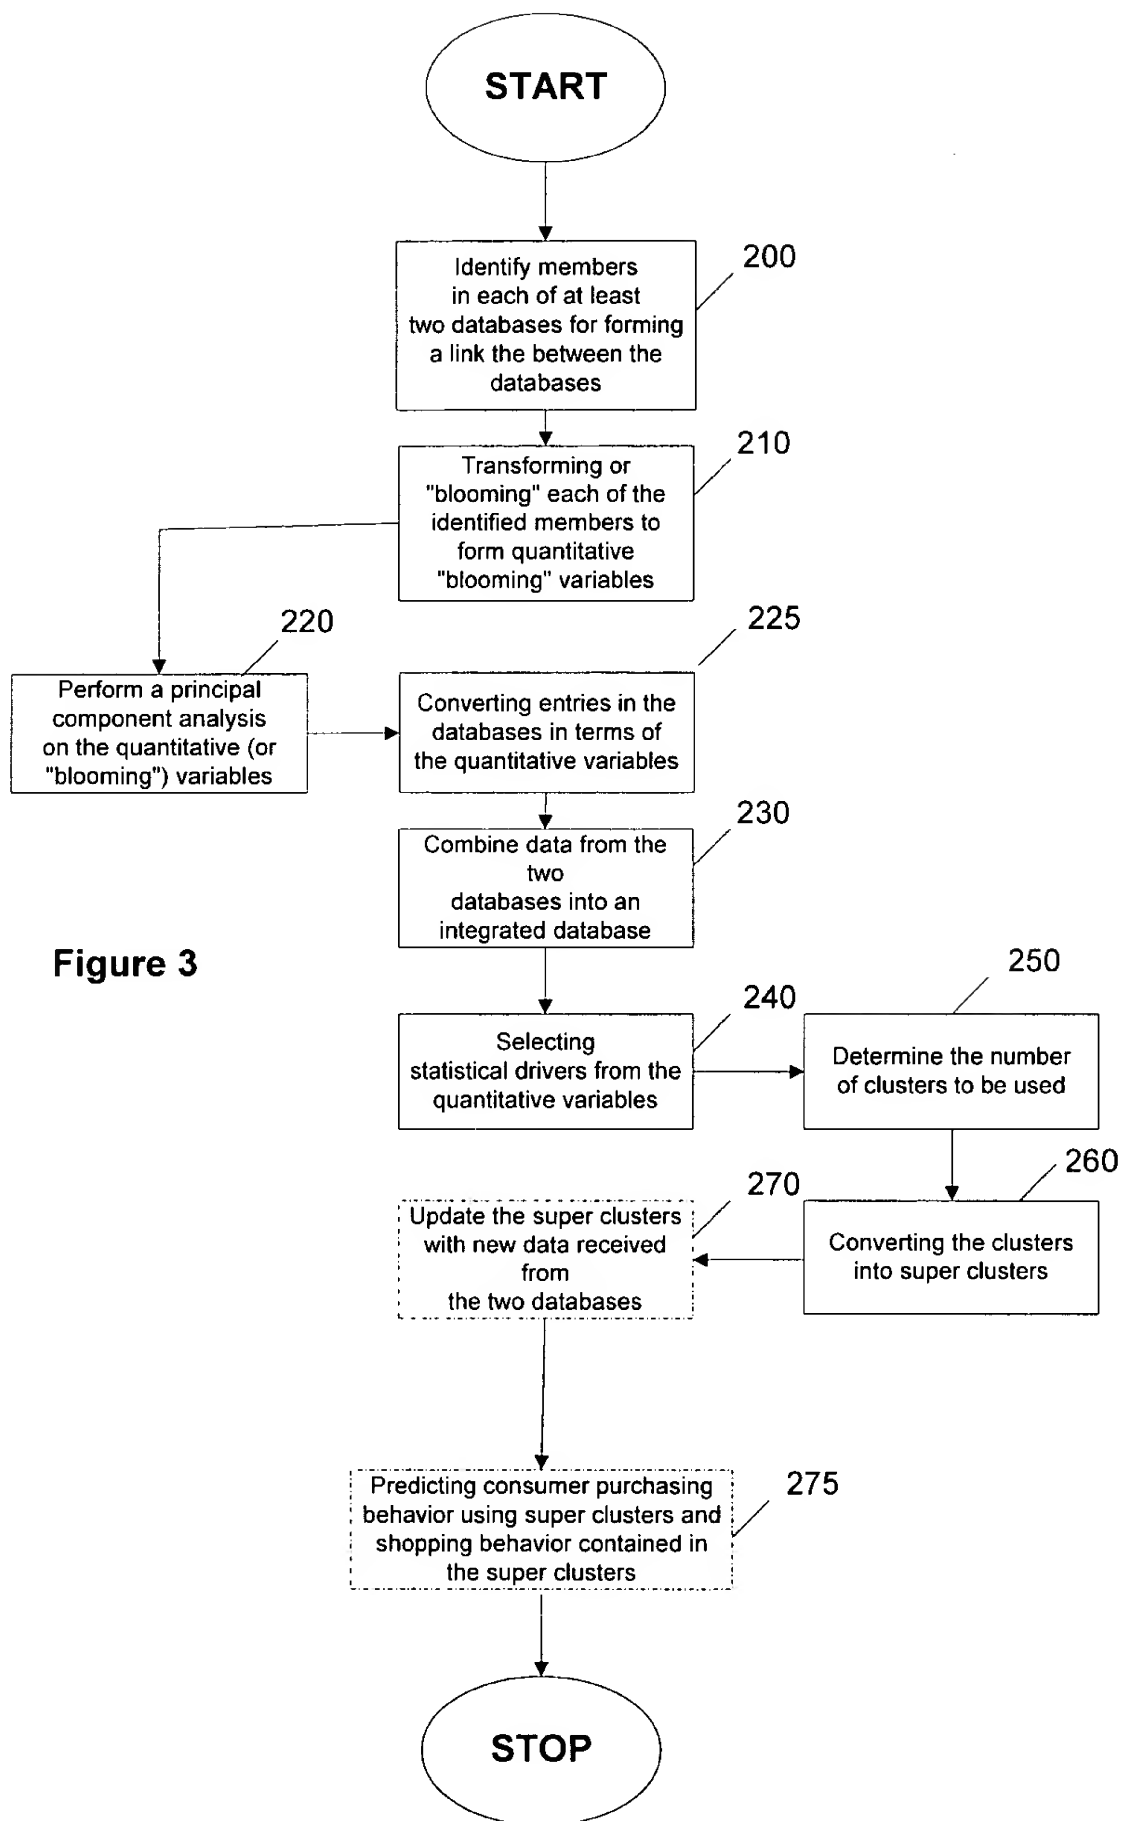 START
200
Identify members
in each of at least
two databases for forming
a link the between the
databases
210
Transforming or
"blooming" each of the
identified members to
form quantitative
"blooming" variables
220
Perform a principal
component analysis
on the quantitative (or
"blooming") variables
225
Converting entries in the
databases in terms of
the quantitative variables
230
Combine data from the
two
databases into an
integrated database
Figure 3
240
Selecting
statistical drivers from the
quantitative variables
250
Determine the number
of clusters to be used
260
Converting the clusters
into super clusters
270
Update the super clusters
with new data received
from
the two databases
275
Predicting consumer purchasing
behavior using super clusters and
shopping behavior contained in
the super clusters
STOP